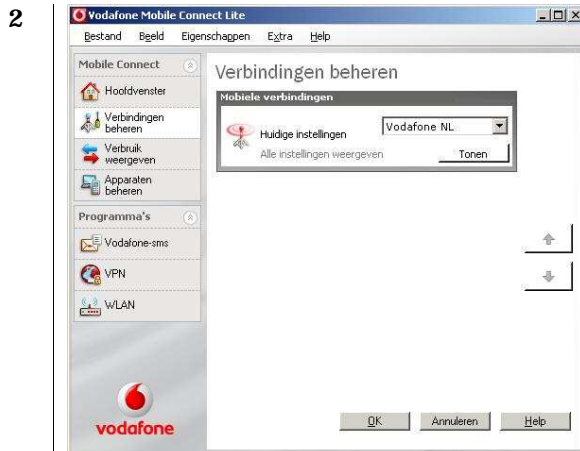 2
Vodafone Mobile Connect Lite
Bestand Beeld Eigenschappen Extra Help
Mobile Connect
Hoofdvenster
Verbindingen
beheren
Verbruik
weergeven
Apparaten
beheren
Programma's
Vodafone-sms
VPN
WLAN
vodafone
Verbindingen beheren
Mobiele verbindingen
Huidige instellingen
Vodafone NL
Alle instellingen weergeven
Tonen
OK Annuleren Help